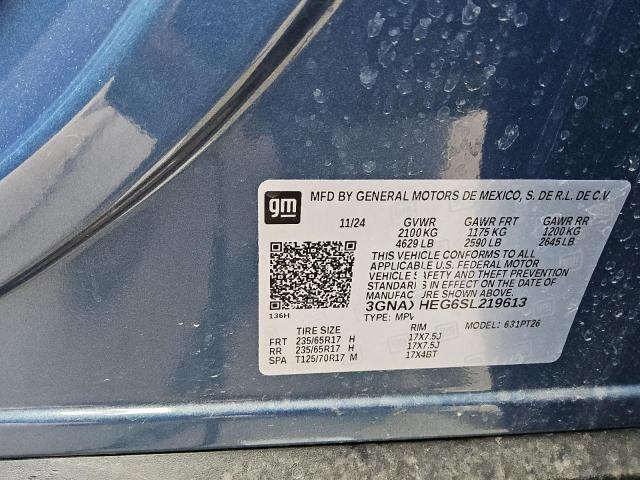 gm
MFD BY GENERAL MOTORS DE MEXICO, S. DE R.L. DE C.V
11/24 GVWR GAWR FRT GAWR RR
2100 KG 1175 KG 1200 KG
4629 LB 2590 LB 2645 LB
THIS VEHICLE CONFORMS TO ALL
APPLICABLE U.S. FEDERAL MOTOR
VEHICLE SAFETY AND THEFT PREVENTION
STANDARDS IN EFFECT ON THE DATE OF
MANUFACTURE SHOWN ABOVE.
3GNAXHEG6SL219613
136H
TYPE: MPV MODEL: 631PT26
TIRE SIZE RIM
FRT 235/65R17 H 17X7.5J
RR 235/65R17 H 17X7.5J
SPA T125/70R17 M 17X4BT